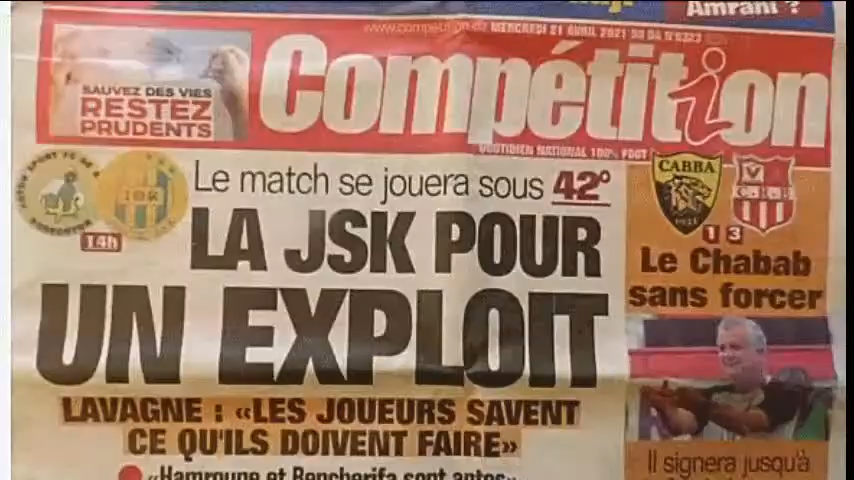 Amrani ?
www.competition.dz MERCREDI 21 AVRIL 2021
Compétition
QUOTIDIEN NATIONAL 100% FOOT
SAUVEZ DES VIES
RESTEZ
PRUDENTS
Le match se jouera sous 42°
14h
LA JSK POUR
UN EXPLOIT
LAVAGNE : «LES JOUEURS SAVENT
CE QU'ILS DOIVENT FAIRE»
«Hamroune et Bencherifa sont aptes»
CABBA
C.R.B
1 3
Le Chabab
sans forcer
Il signera jusqu'à